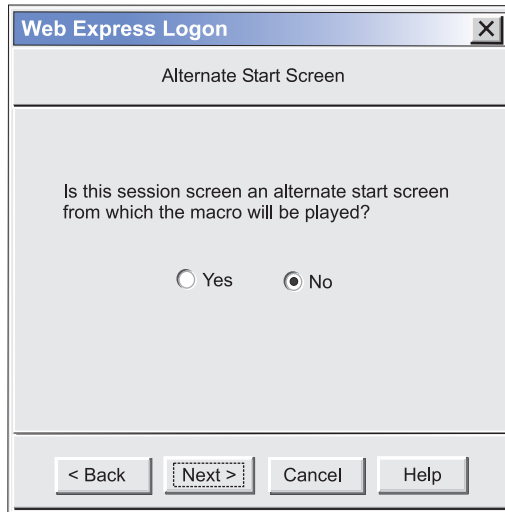 Web Express Logon
Alternate Start Screen
Is this session screen an alternate start screen
from which the macro will be played?
Yes No
< Back Next > Cancel Help